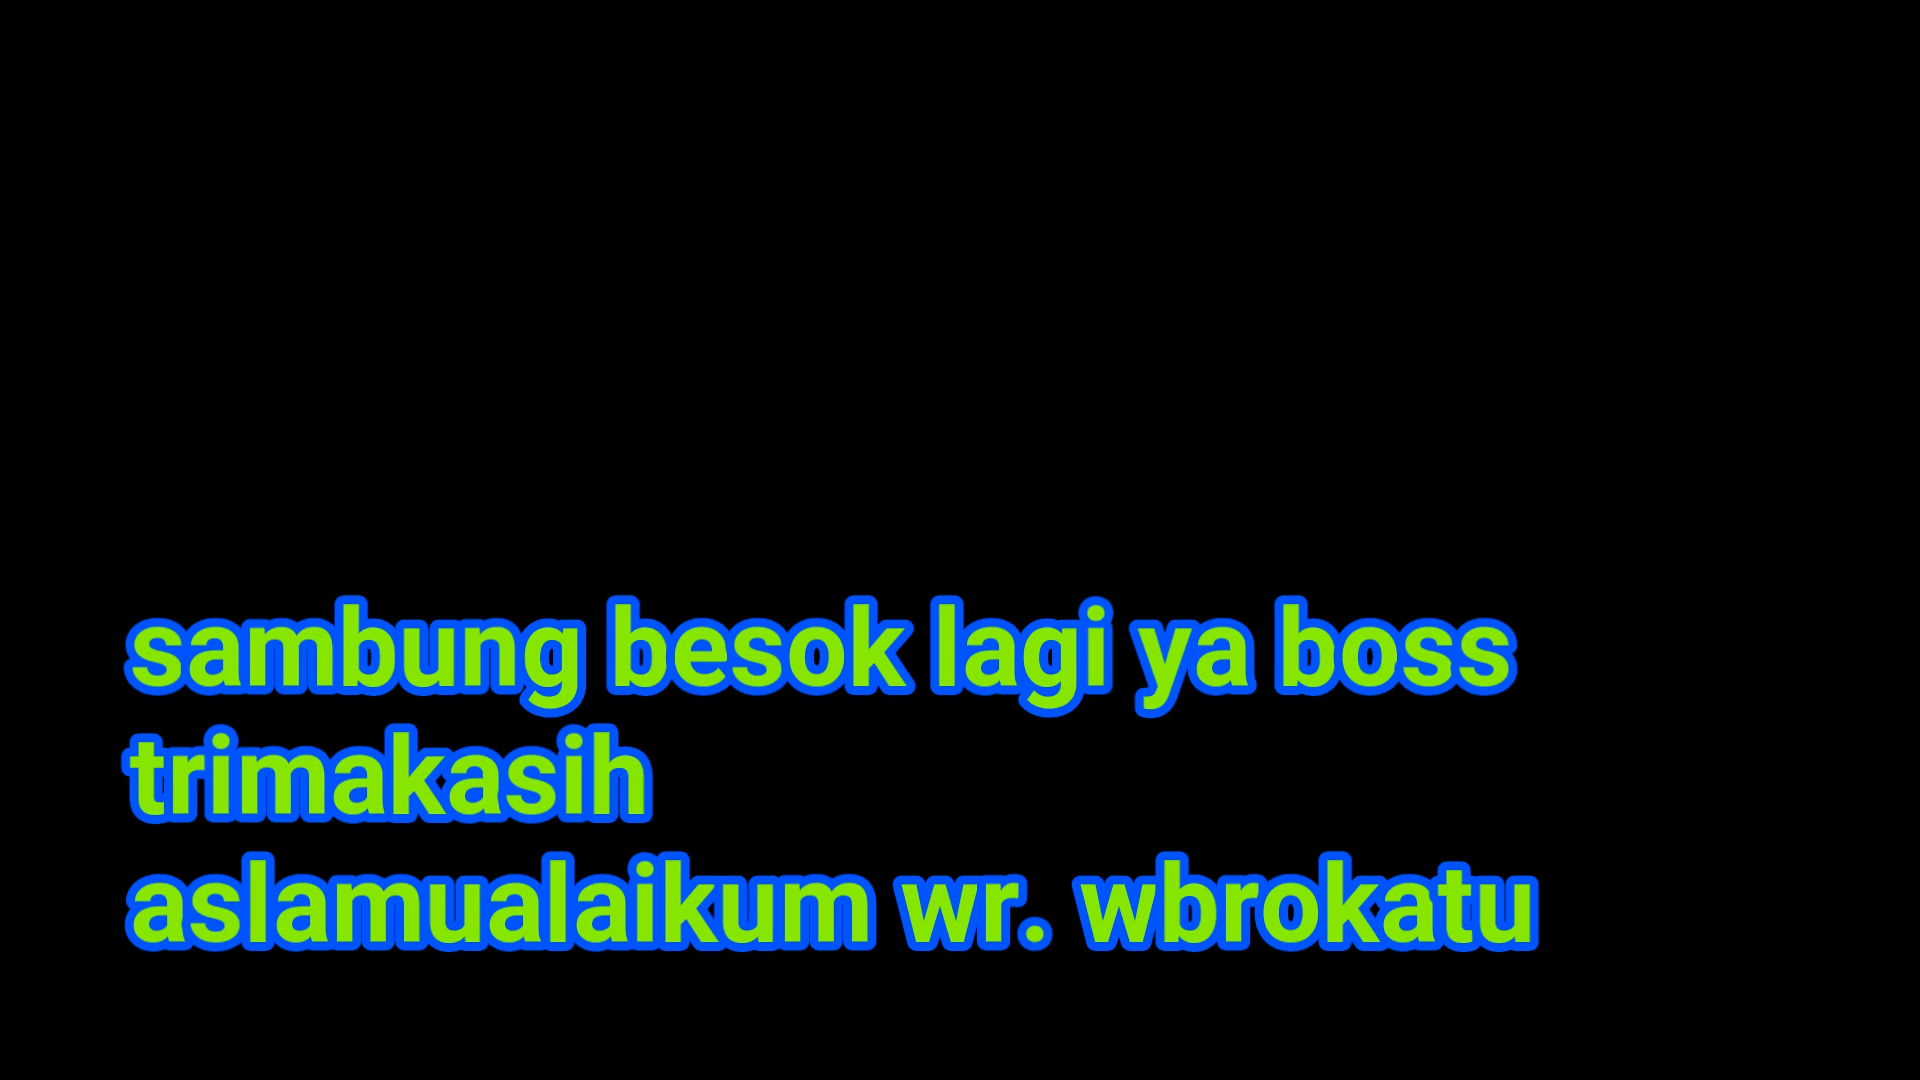 sambung besok lagi ya boss
trimakasih
aslamualaikum wr. wbrokatu